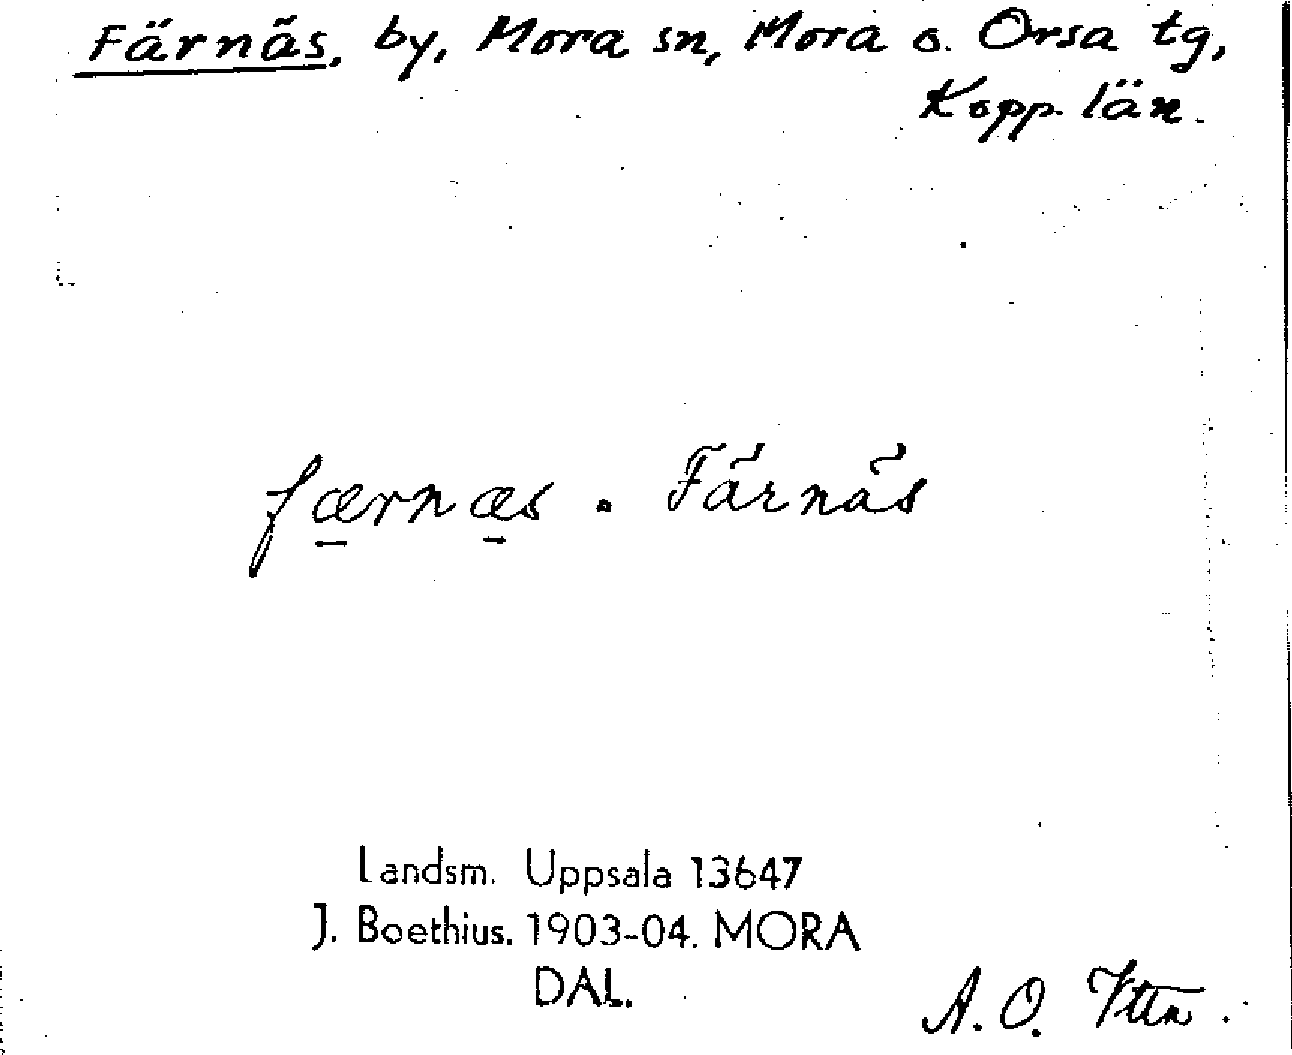 Färnäs, by, Mora sn, Mora o. Orsa tg,
Kopp. län.
færnæs. Färnäs
Landsm. Uppsala 13647
J. Boethius. 1903-04. MORA
DAL.
A. O.